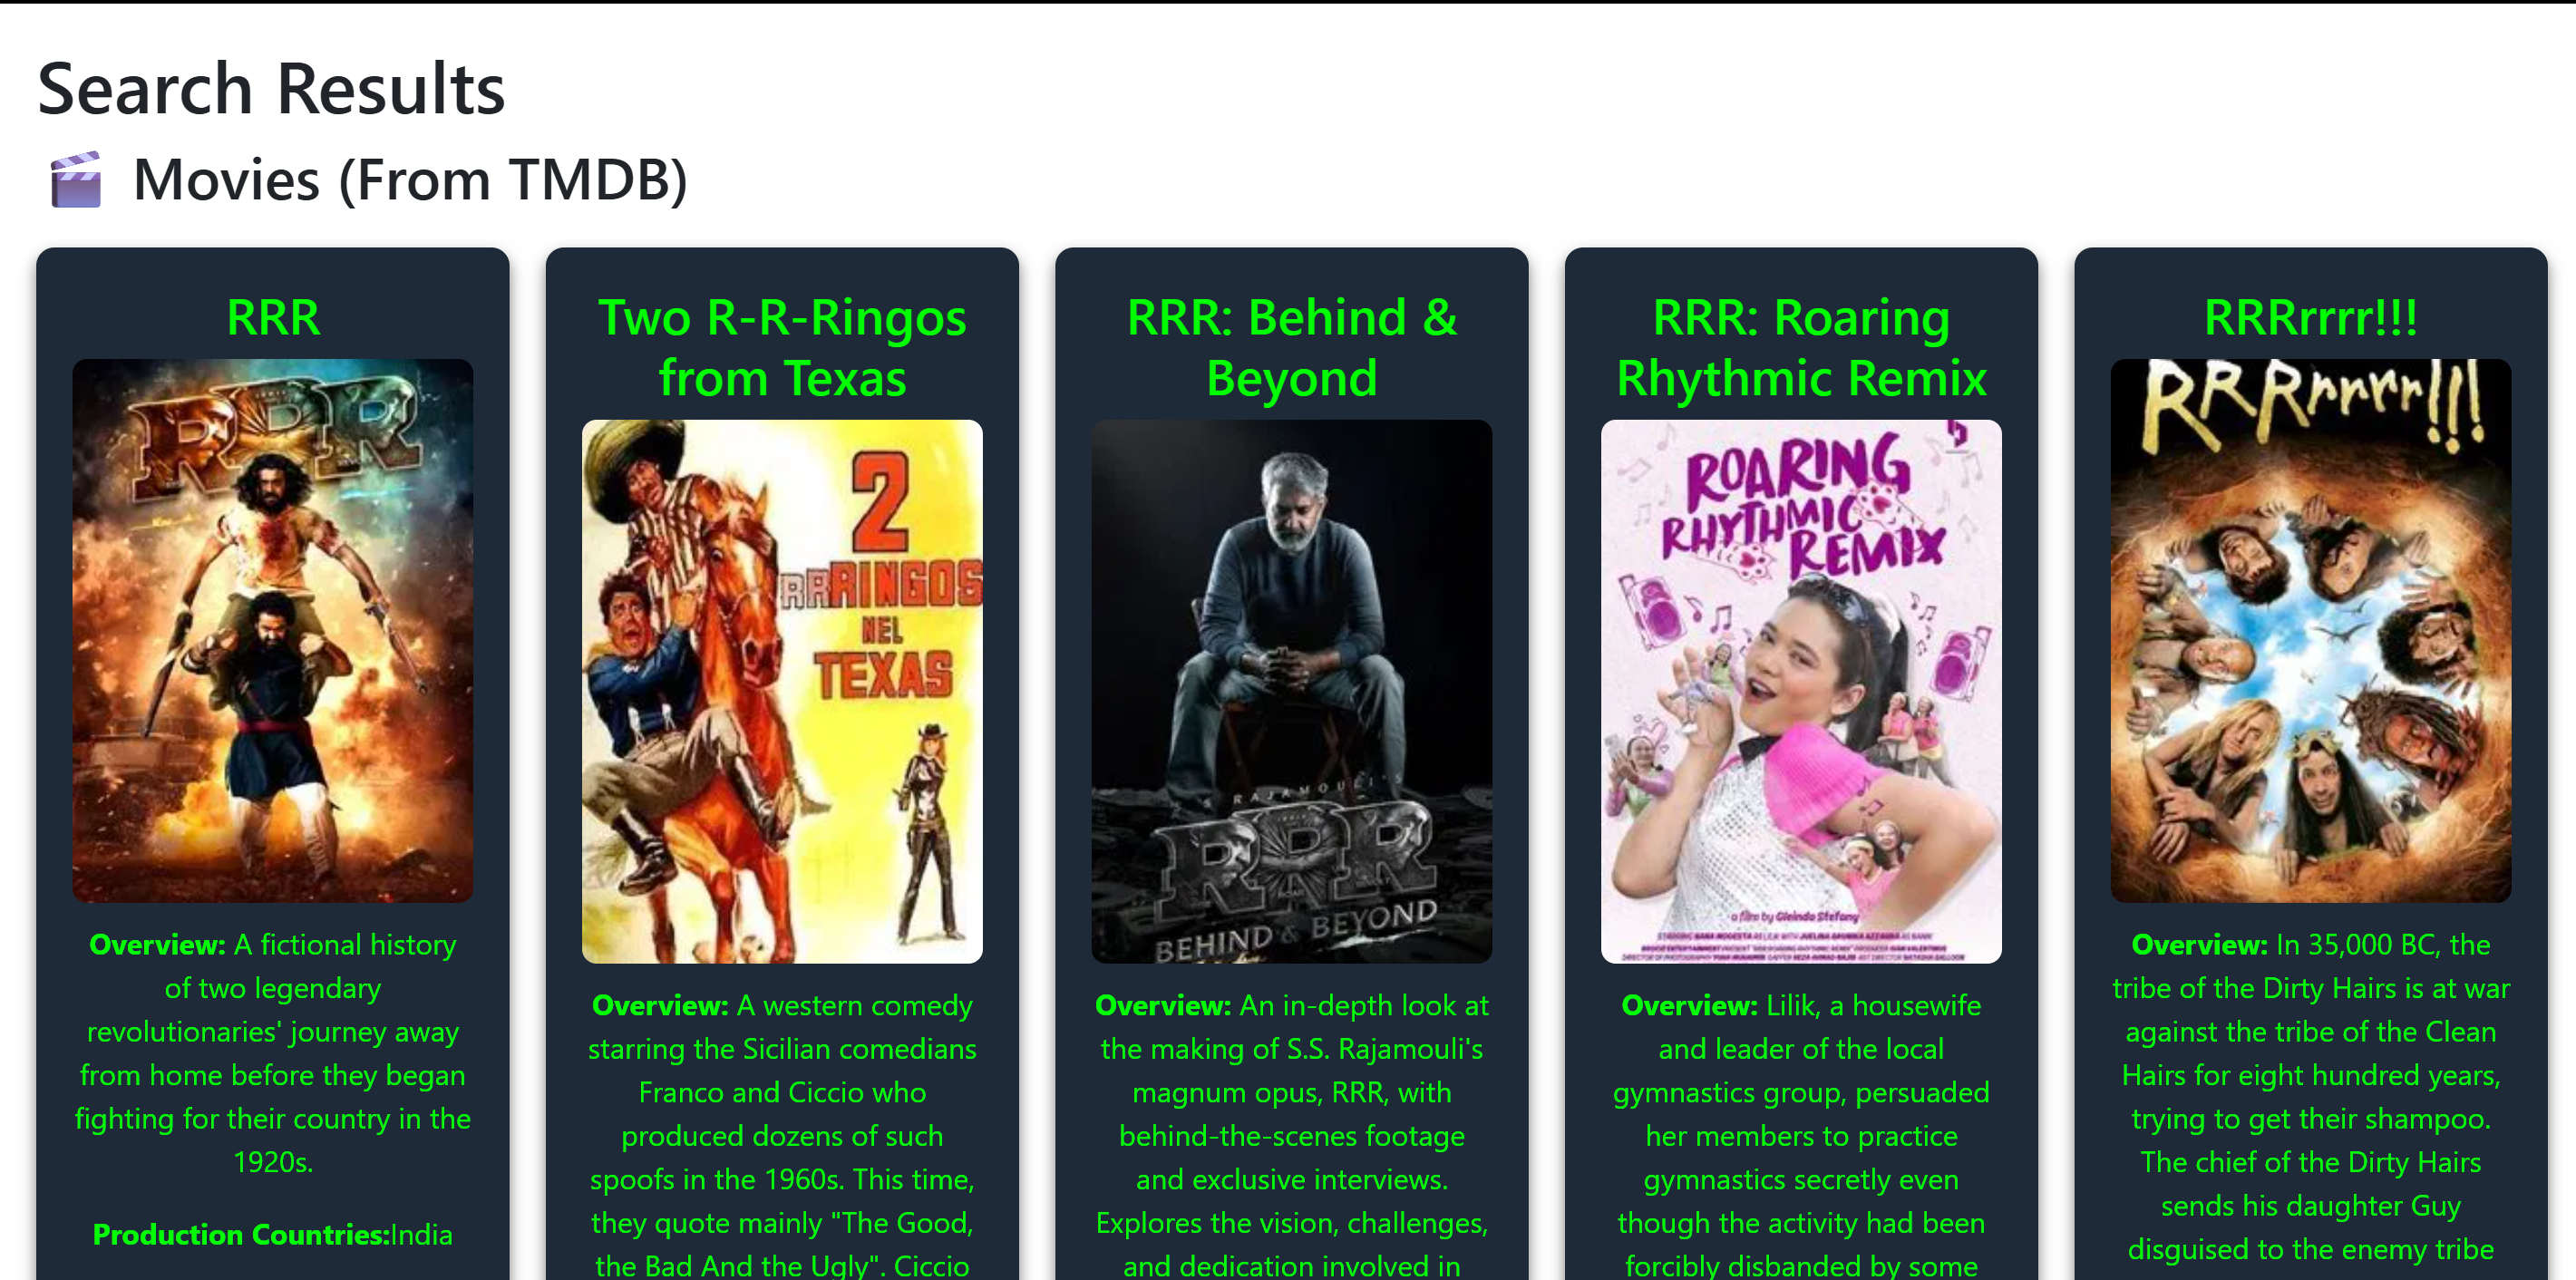 Search Results
Movies (From TMDB)
RRR
RRR
Overview: A fictional history
of two legendary
revolutionaries' journey away
from home before they began
fighting for their country in the
1920s.
Production Countries:India
Two R-R-Ringos
from Texas
2
RRRINGOS
NEL
TEXAS
Overview: A western comedy
starring the Sicilian comedians
Franco and Ciccio who
produced dozens of such
spoofs in the 1960s. This time,
they quote mainly "The Good,
the Bad And the Ugly". Ciccio
RRR: Behind &
Beyond
S S RAJAMOULI'S
RRR
BEHIND & BEYOND
Overview: An in-depth look at
the making of S.S. Rajamouli's
magnum opus, RRR, with
behind-the-scenes footage
and exclusive interviews.
Explores the vision, challenges,
and dedication involved in
RRR: Roaring
Rhythmic Remix
ROARING
RHYTHMIC
REMIX
a film by Gleinda Stefany
Overview: Lilik, a housewife
and leader of the local
gymnastics group, persuaded
her members to practice
gymnastics secretly even
though the activity had been
forcibly disbanded by some
RRRrrrr!!!
RRRrrrr!!!
Overview: In 35,000 BC, the
tribe of the Dirty Hairs is at war
against the tribe of the Clean
Hairs for eight hundred years,
trying to get their shampoo.
The chief of the Dirty Hairs
sends his daughter Guy
disguised to the enemy tribe